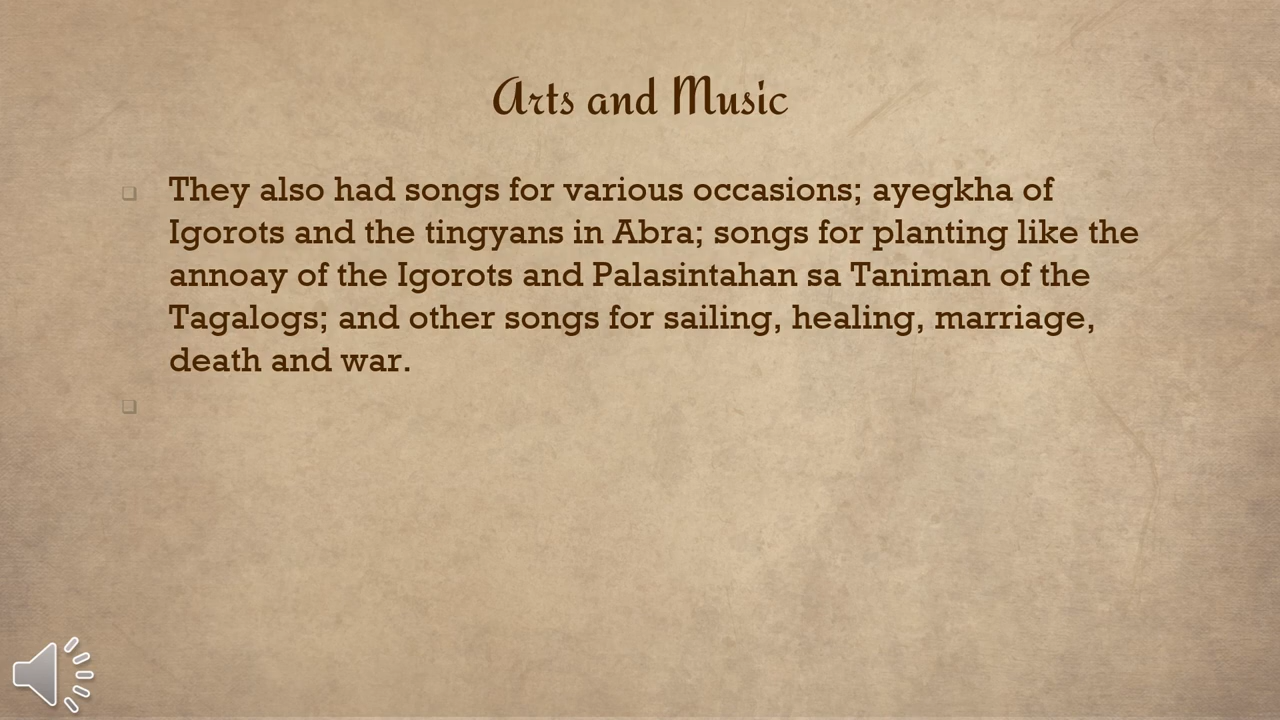 Arts and Music
❑ They also had songs for various occasions; ayegkha of
Igorots and the tingyans in Abra; songs for planting like the
annoay of the Igorots and Palasintahan sa Taniman of the
Tagalogs; and other songs for sailing, healing, marriage,
death and war.
❑